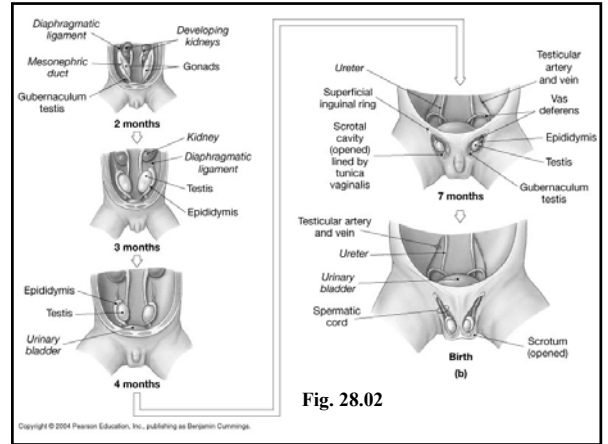 Diaphragmatic
ligament
Developing
kidneys
Mesonephric
duct
Gonads
Gubernaculum
testis
2 months
Kidney
Diaphragmatic
ligament
Testis
Epididymis
3 months
Epididymis
Testis
Urinary
bladder
4 months
Ureter
Testicular
artery
and vein
Superficial
inguinal ring
Vas
deferens
Scrotal
cavity
(opened)
lined by
tunica
vaginalis
Epididymis
Testis
Gubernaculum
testis
7 months
Testicular artery
and vein
Ureter
Urinary
bladder
Spermatic
cord
Scrotum
(opened)
Birth
(b)
Fig. 28.02
Copyright © 2004 Pearson Education, Inc., publishing as Benjamin Cummings.